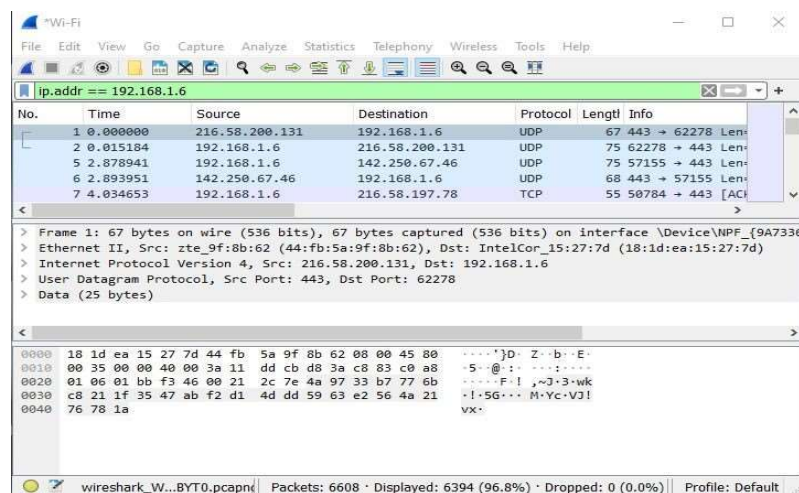 *Wi-Fi
File Edit View Go Capture Analyze Statistics Telephony Wireless Tools Help
ip.addr == 192.168.1.6
No. Time Source Destination Protocol Lengtl Info
1 0.000000 216.58.200.131 192.168.1.6 UDP 67 443 → 62278 Len=
2 0.015184 192.168.1.6 216.58.200.131 UDP 75 62278 → 443 Len=
5 2.878941 192.168.1.6 142.250.67.46 UDP 75 57155 → 443 Len=
6 2.893951 142.250.67.46 192.168.1.6 UDP 68 443 → 57155 Len=
7 4.034653 192.168.1.6 216.58.197.78 TCP 55 50784 → 443 [ACK
> Frame 1: 67 bytes on wire (536 bits), 67 bytes captured (536 bits) on interface \Device\NPF_{9A7336
> Ethernet II, Src: zte_9f:8b:62 (44:fb:5a:9f:8b:62), Dst: IntelCor_15:27:7d (18:1d:ea:15:27:7d)
> Internet Protocol Version 4, Src: 216.58.200.131, Dst: 192.168.1.6
> User Datagram Protocol, Src Port: 443, Dst Port: 62278
> Data (25 bytes)
0000 18 1d ea 15 27 7d 44 fb 5a 9f 8b 62 08 00 45 80 ····'}D· Z··b··E·
0010 00 35 00 00 40 00 3a 11 dd cb d8 3a c8 83 c0 a8 ·5··@·:· ···:····
0020 01 06 01 bb f3 46 00 21 2c 7e 4a 97 33 b7 77 6b ·····F·! ,~J·3·wk
0030 c8 21 1f 35 47 ab f2 d1 4d dd 59 63 e2 56 4a 21 ·!·5G··· M·Yc·VJ!
0040 76 78 1a vx·
wireshark_W...BYT0.pcapng Packets: 6608 · Displayed: 6394 (96.8%) · Dropped: 0 (0.0%) Profile: Default